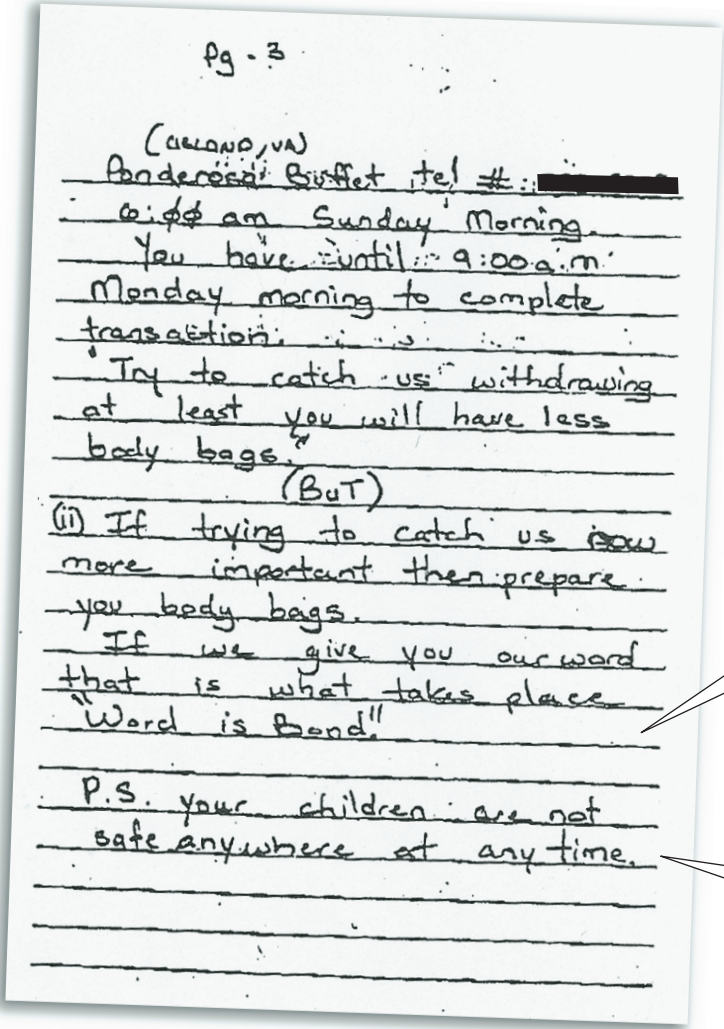 Pg - 3
(ASHLAND, VA)
Ponderosa Buffet tel #:
6:00 am Sunday Morning.
You have until 9:00 a.m.
Monday morning to complete
transaction.
"Try to catch us" withdrawing
at least you will have less
body bags."
(BuT)
(ii) If trying to catch us now
more important then prepare
you body bags.
If we give you our word
that is what takes place
"Word is Bond."
P.S. your children are not
safe anywhere at any time.